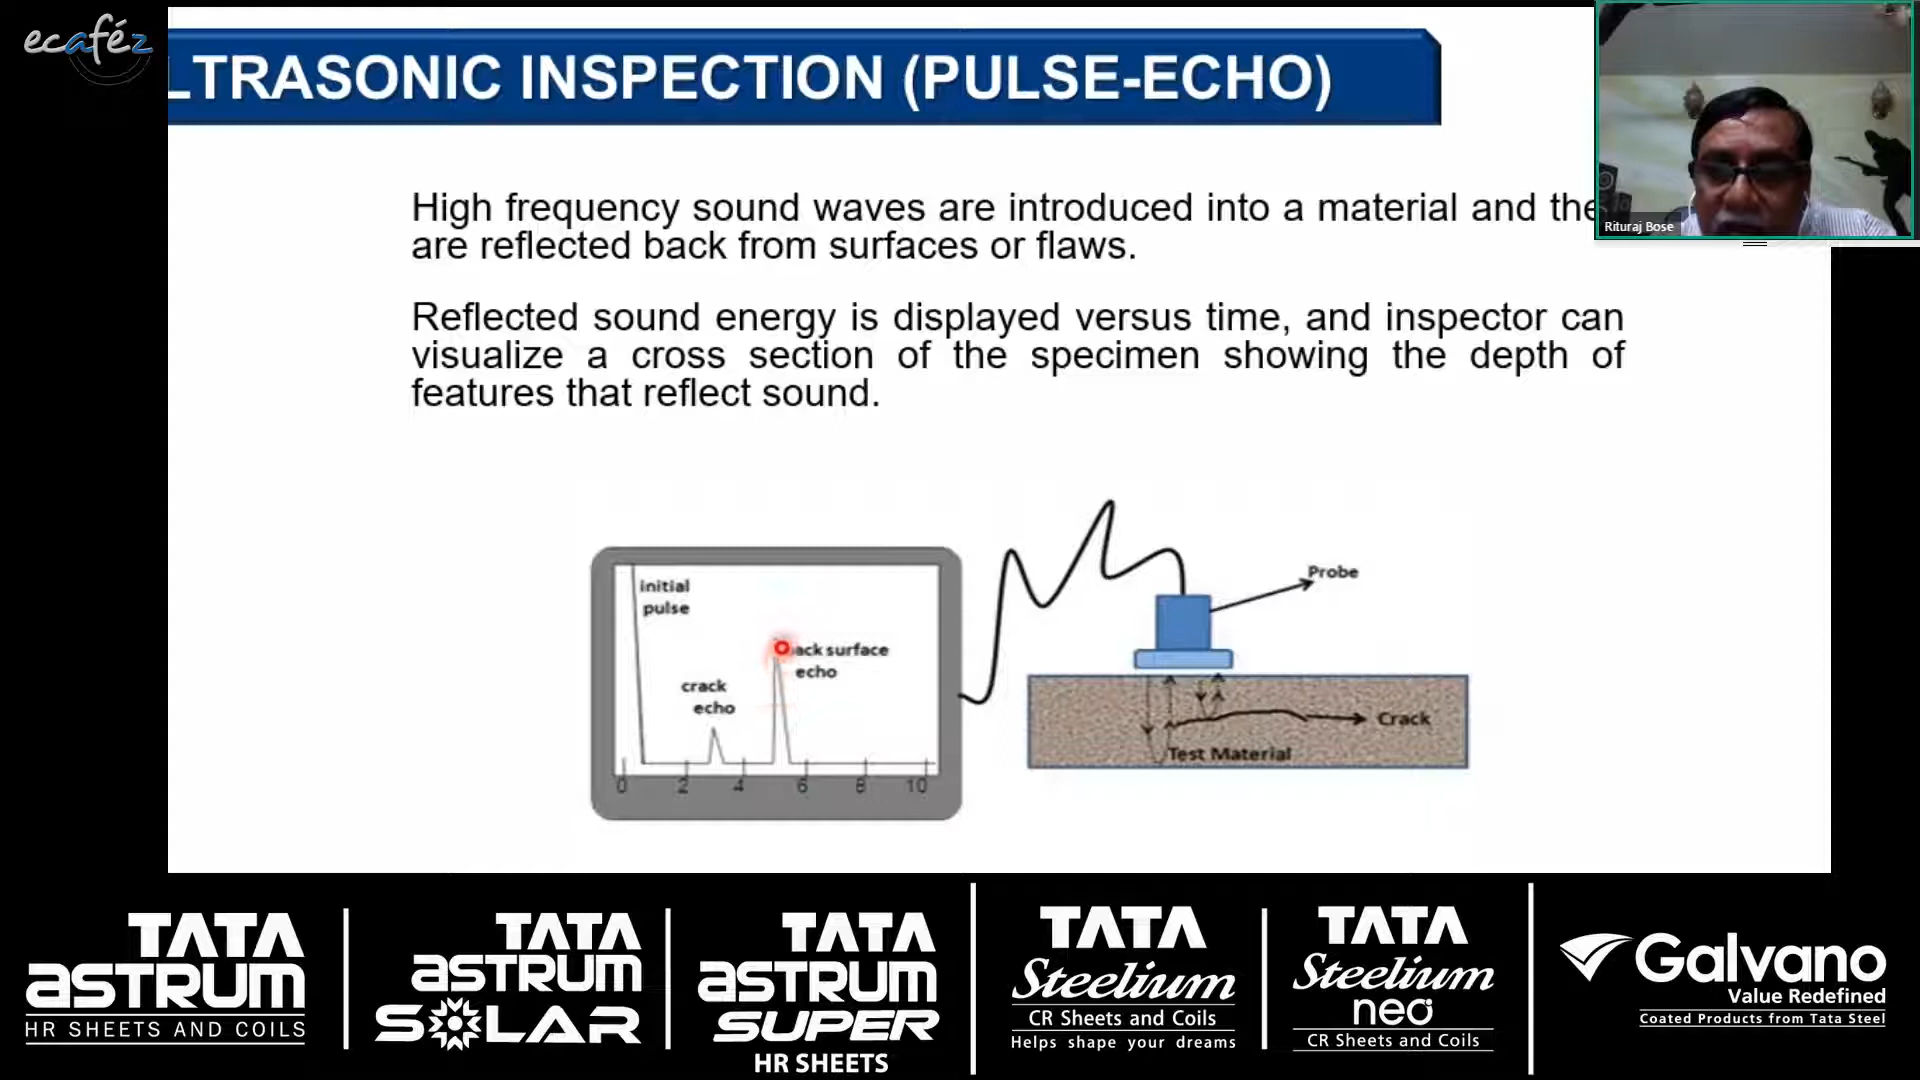 ecaféz
LTRASONIC INSPECTION (PULSE-ECHO)
Rituraj Bose
High frequency sound waves are introduced into a material and the
are reflected back from surfaces or flaws.
Reflected sound energy is displayed versus time, and inspector can
visualize a cross section of the specimen showing the depth of
features that reflect sound.
initial
pulse
ack surface
echo
crack
echo
0 2 4 6 8 10
Probe
Crack
Test Material
TATA
astrum
HR SHEETS AND COILS
TATA
astrum
SOLAR
TATA
astrum
SUPER
HR SHEETS
TATA
Steelium
CR Sheets and Coils
Helps shape your dreams
TATA
Steelium
neo
CR Sheets and Coils
Galvano
Value Redefined
Coated Products from Tata Steel